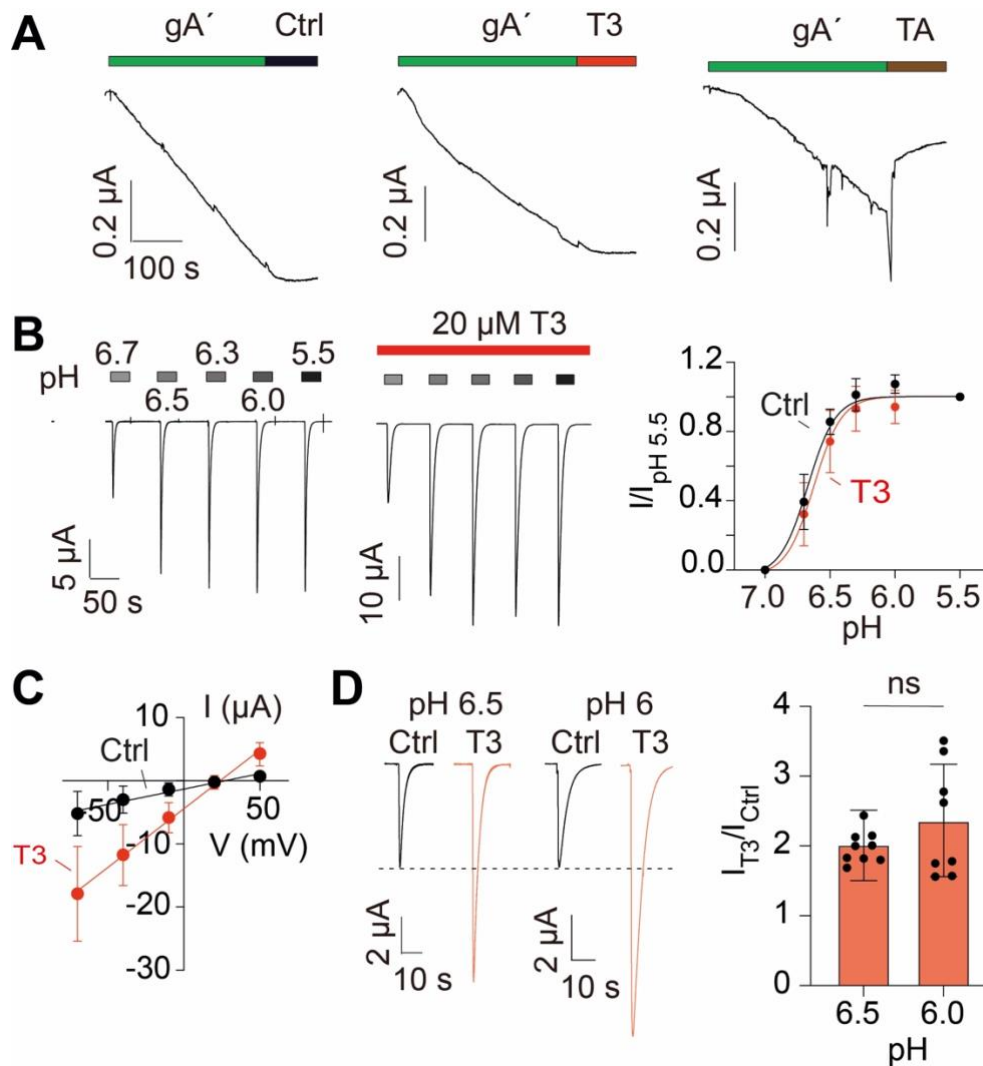 A
gA´ Ctrl
gA´ T3
gA´ TA
0.2 µA
100 s
0.2 µA
0.2 µA
B
pH
6.7 6.3 5.5
6.5 6.0
5 µA
50 s
20 µM T3
10 µA
I/I pH 5.5
1.2
0.8
0.4
0.0
Ctrl
T3
7.0 6.5 6.0 5.5
pH
C
10
I (µA)
Ctrl
-50
50
V (mV)
T3
-10
-20
-30
D
pH 6.5
Ctrl T3
pH 6
Ctrl T3
2 µA
10 s
2 µA
10 s
ns
I T3/I Ctrl
4
3
2
1
0
6.5 6.0
pH